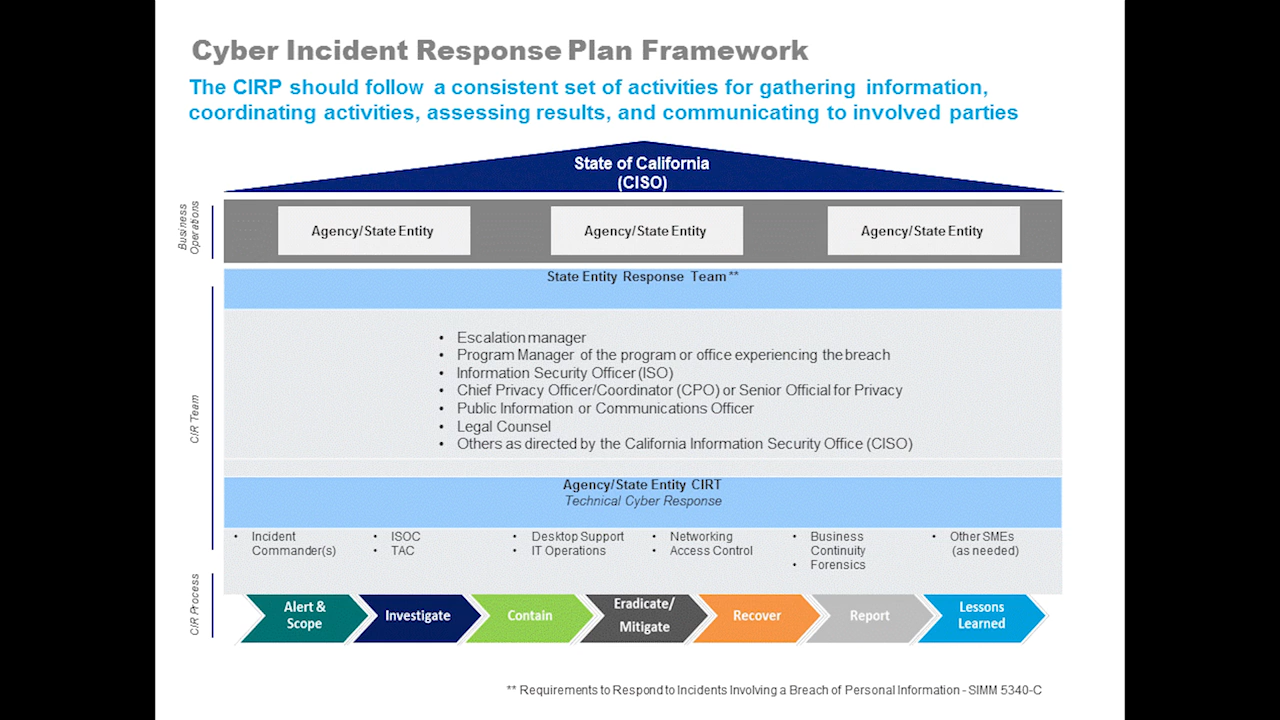 Cyber Incident Response Plan Framework
The CIRP should follow a consistent set of activities for gathering information,
coordinating activities, assessing results, and communicating to involved parties
State of California
(CISO)
Business
Operations
Agency/State Entity
Agency/State Entity
Agency/State Entity
State Entity Response Team **
CIR Team
• Escalation manager
• Program Manager of the program or office experiencing the breach
• Information Security Officer (ISO)
• Chief Privacy Officer/Coordinator (CPO) or Senior Official for Privacy
• Public Information or Communications Officer
• Legal Counsel
• Others as directed by the California Information Security Office (CISO)
Agency/State Entity CIRT
Technical Cyber Response
• Incident
Commander(s)
• ISOC
• TAC
• Desktop Support
• IT Operations
• Networking
• Access Control
• Business
Continuity
• Forensics
• Other SMEs
(as needed)
CIR Process
Alert &
Scope
Investigate
Contain
Eradicate/
Mitigate
Recover
Report
Lessons
Learned
** Requirements to Respond to Incidents Involving a Breach of Personal Information - SIMM 5340-C